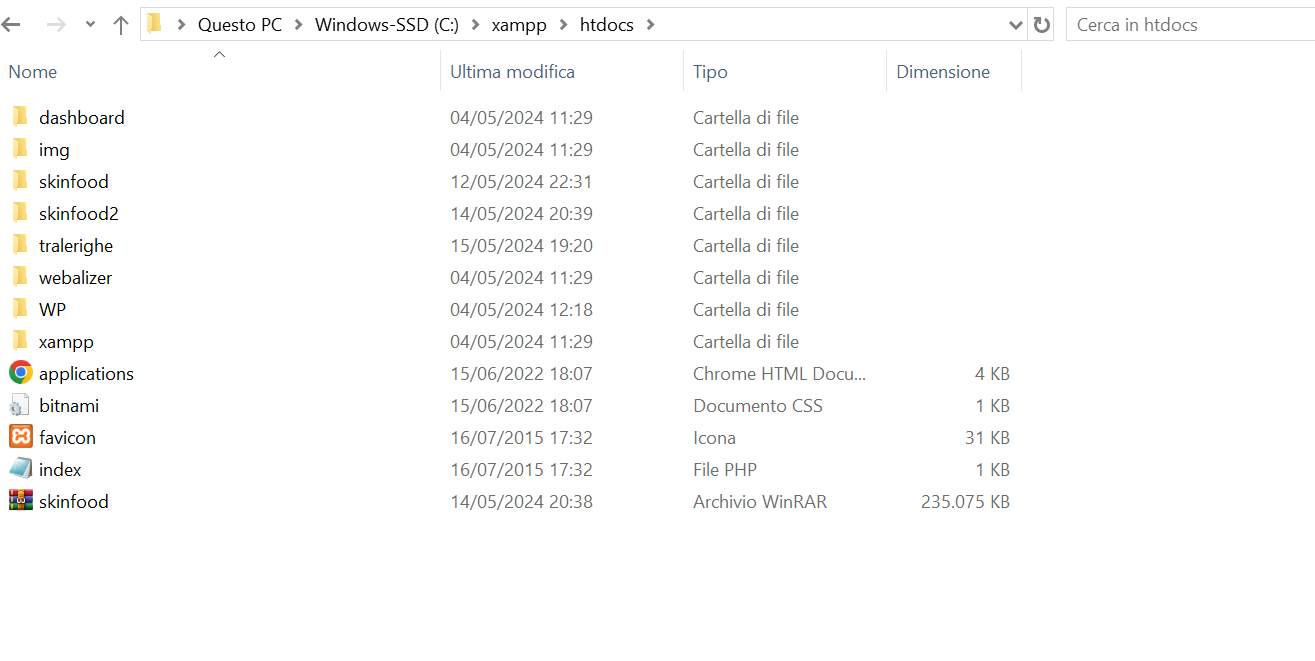 Questo PC > Windows-SSD (C:) > xampp > htdocs > Cerca in htdocs
Nome Ultima modifica Tipo Dimensione
dashboard 04/05/2024 11:29 Cartella di file
img 04/05/2024 11:29 Cartella di file
skinfood 12/05/2024 22:31 Cartella di file
skinfood2 14/05/2024 20:39 Cartella di file
tralerighe 15/05/2024 19:20 Cartella di file
webalizer 04/05/2024 11:29 Cartella di file
WP 04/05/2024 12:18 Cartella di file
xampp 04/05/2024 11:29 Cartella di file
applications 15/06/2022 18:07 Chrome HTML Docu... 4 KB
bitnami 15/06/2022 18:07 Documento CSS 1 KB
favicon 16/07/2015 17:32 Icona 31 KB
index 16/07/2015 17:32 File PHP 1 KB
skinfood 14/05/2024 20:38 Archivio WinRAR 235.075 KB